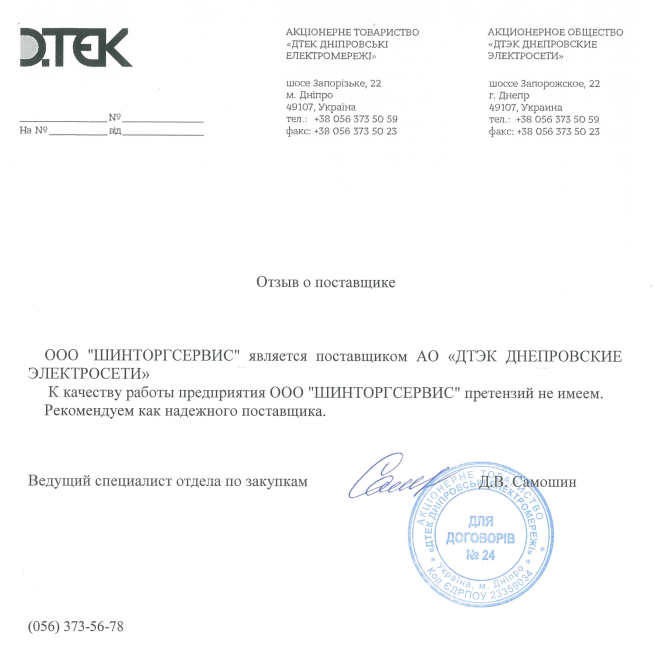 ДТЕК
АКЦІОНЕРНЕ ТОВАРИСТВО
«ДТЕК ДНІПРОВСЬКІ
ЕЛЕКТРОМЕРЕЖІ»
шосе Запорізьке, 22
м. Дніпро
49107, Україна
тел.: +38 056 373 50 59
факс: +38 056 373 50 23
АКЦИОНЕРНОЕ ОБЩЕСТВО
«ДТЭК ДНЕПРОВСКИЕ
ЭЛЕКТРОСЕТИ»
шоссе Запорожское, 22
г. Днепр
49107, Украина
тел.: +38 056 373 50 59
факс: +38 056 373 50 23
____________ № ____________
На № ____________ від ____________
Отзыв о поставщике
ООО "ШИНТОРГСЕРВИС" является поставщиком АО «ДТЭК ДНЕПРОВСКИЕ
ЭЛЕКТРОСЕТИ»
К качеству работы предприятия ООО "ШИНТОРГСЕРВИС" претензий не имеем.
Рекомендуем как надежного поставщика.
Ведущий специалист отдела по закупкам Д.В. Самошин
АКЦІОНЕРНЕ ТОВАРИСТВО
«ДТЕК ДНІПРОВСЬКІ ЕЛЕКТРОМЕРЕЖІ»
ДЛЯ
ДОГОВОРІВ
№ 24
Україна, м. Дніпро
Код ЄДРПОУ 23359034
(056) 373-56-78